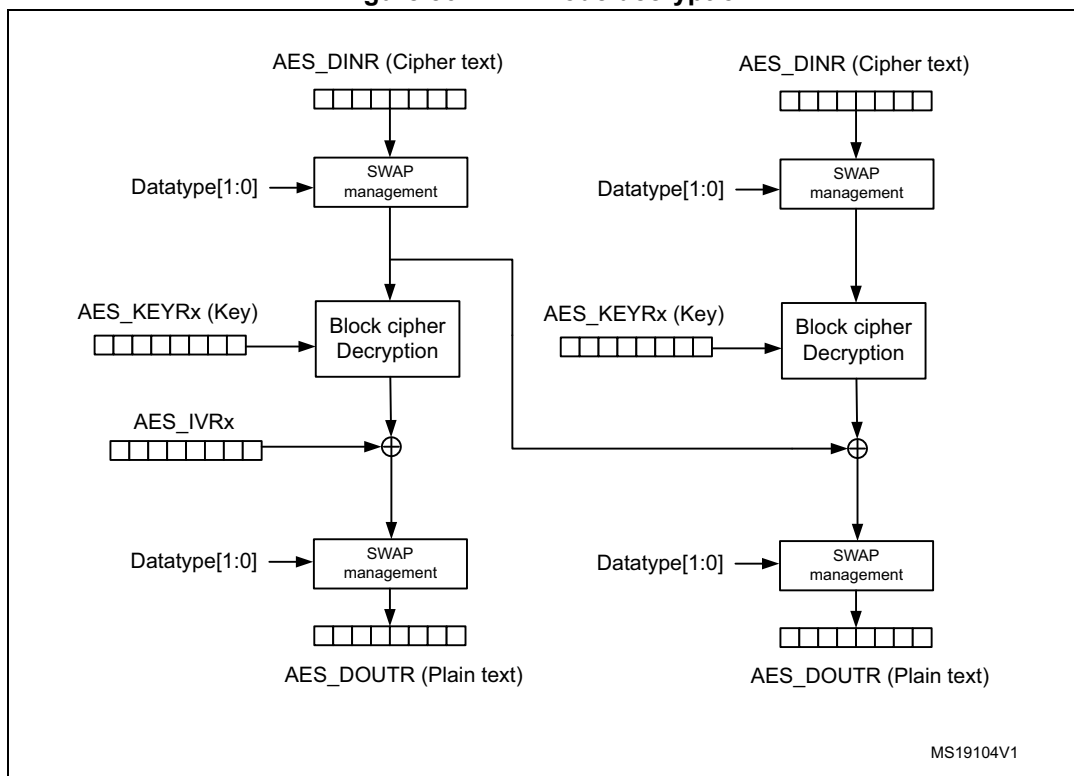 AES_DINR (Cipher text)
SWAP
management
Datatype[1:0]
AES_KEYRx (Key)
Block cipher
Decryption
AES_IVRx
Datatype[1:0]
SWAP
management
AES_DOUTR (Plain text)
AES_DINR (Cipher text)
SWAP
management
Datatype[1:0]
AES_KEYRx (Key)
Block cipher
Decryption
Datatype[1:0]
SWAP
management
AES_DOUTR (Plain text)
MS19104V1